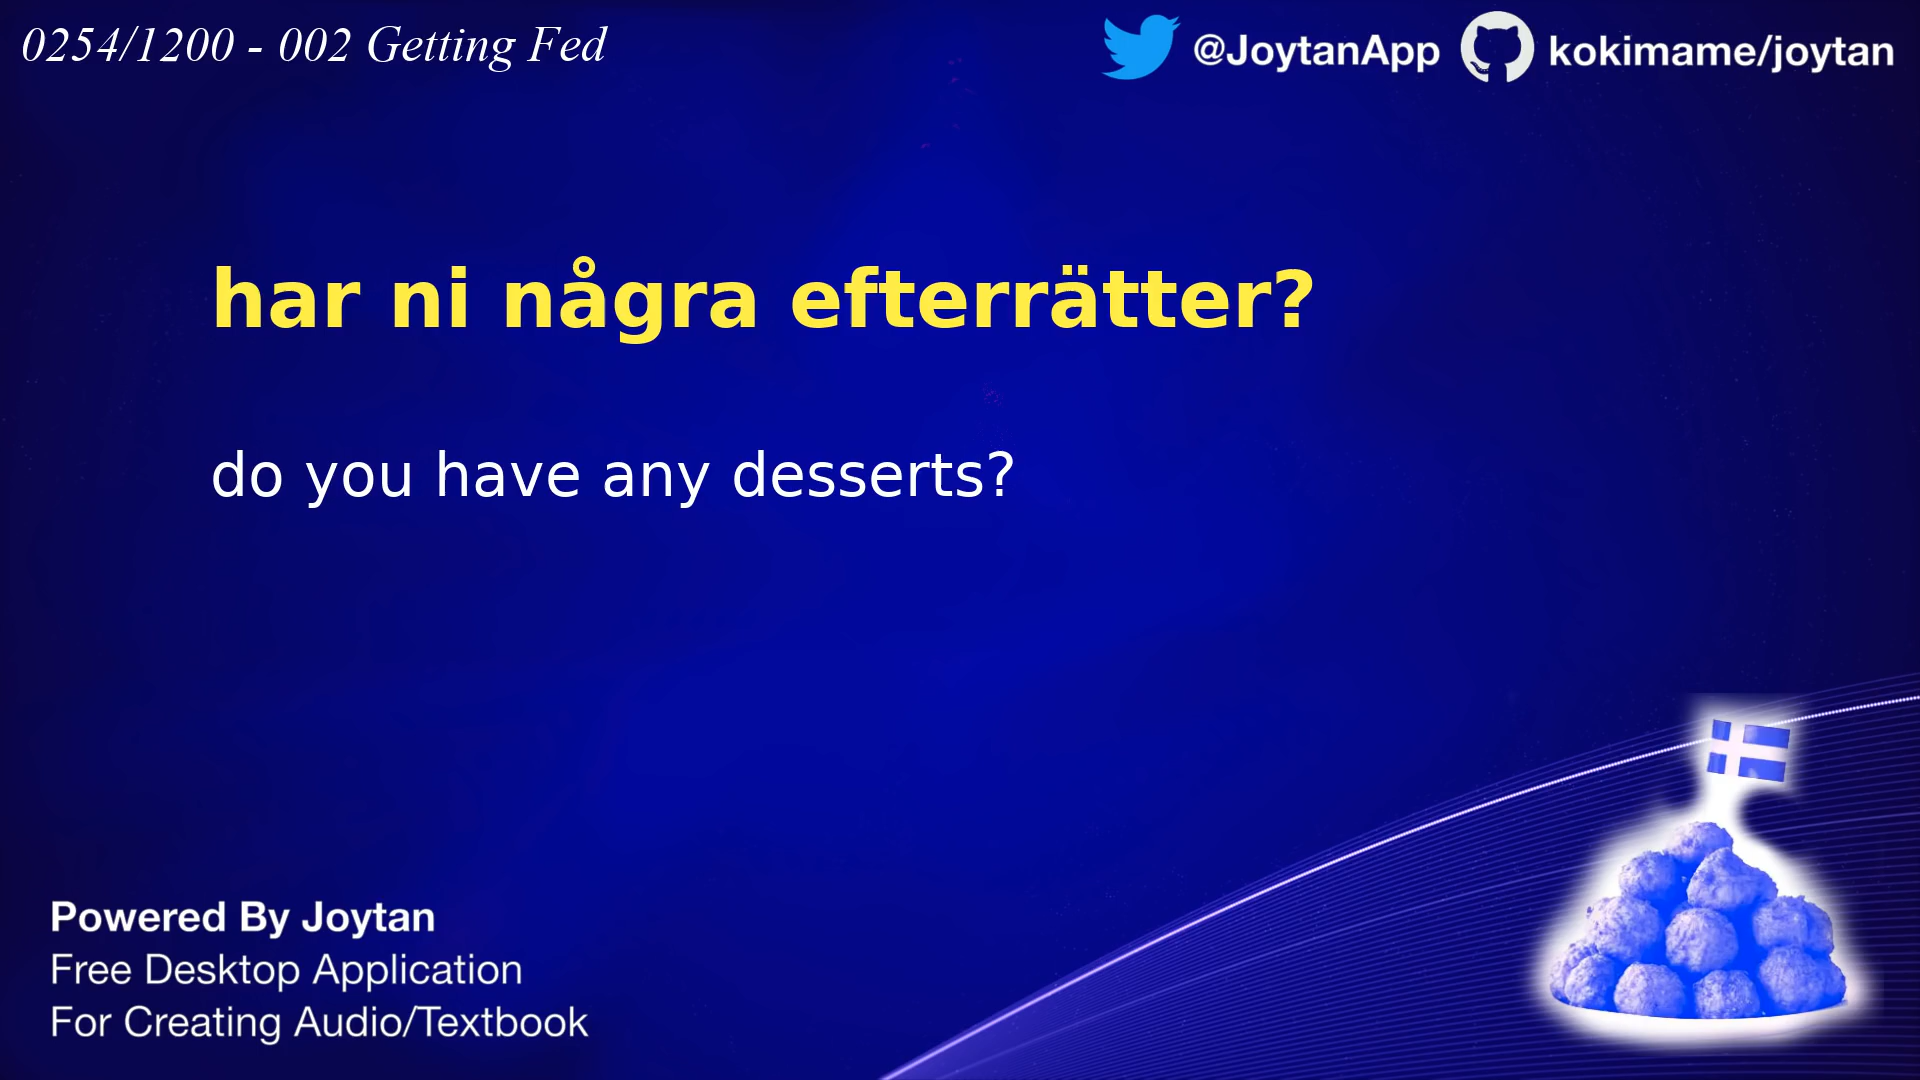 0254/1200 - 002 Getting Fed
@JoytanApp kokimame/joytan
har ni några efterrätter?
do you have any desserts?
Powered By Joytan
Free Desktop Application
For Creating Audio/Textbook